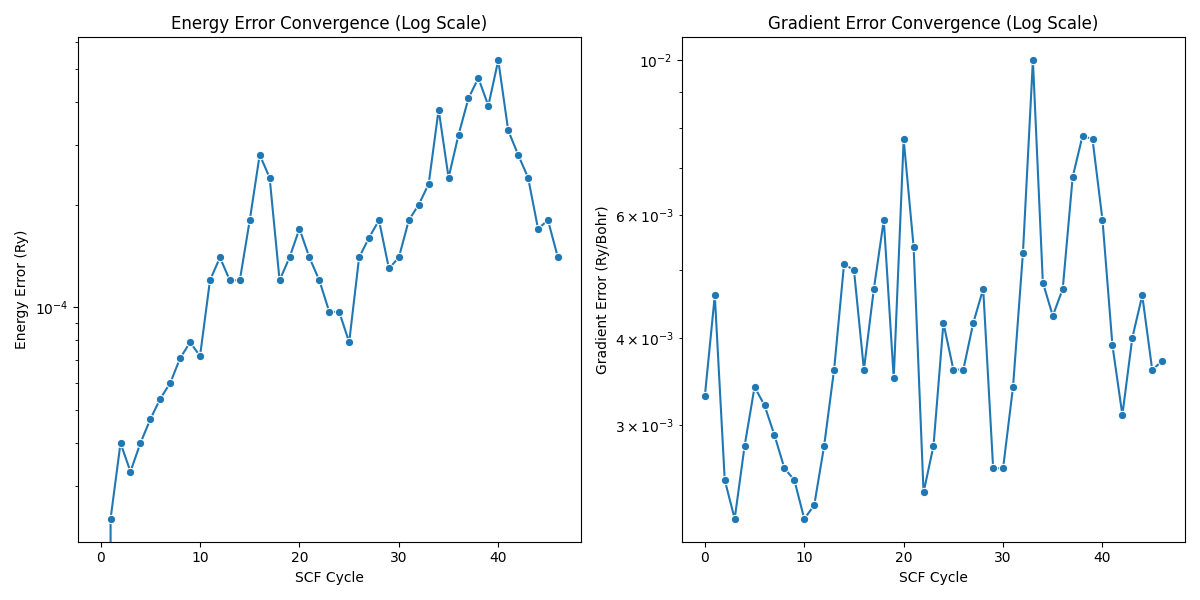 Energy Error Convergence (Log Scale)
Energy Error (Ry)
10⁻⁴
0 10 20 30 40
SCF Cycle
Gradient Error Convergence (Log Scale)
Gradient Error (Ry/Bohr)
10⁻²
6 × 10⁻³
4 × 10⁻³
3 × 10⁻³
0 10 20 30 40
SCF Cycle